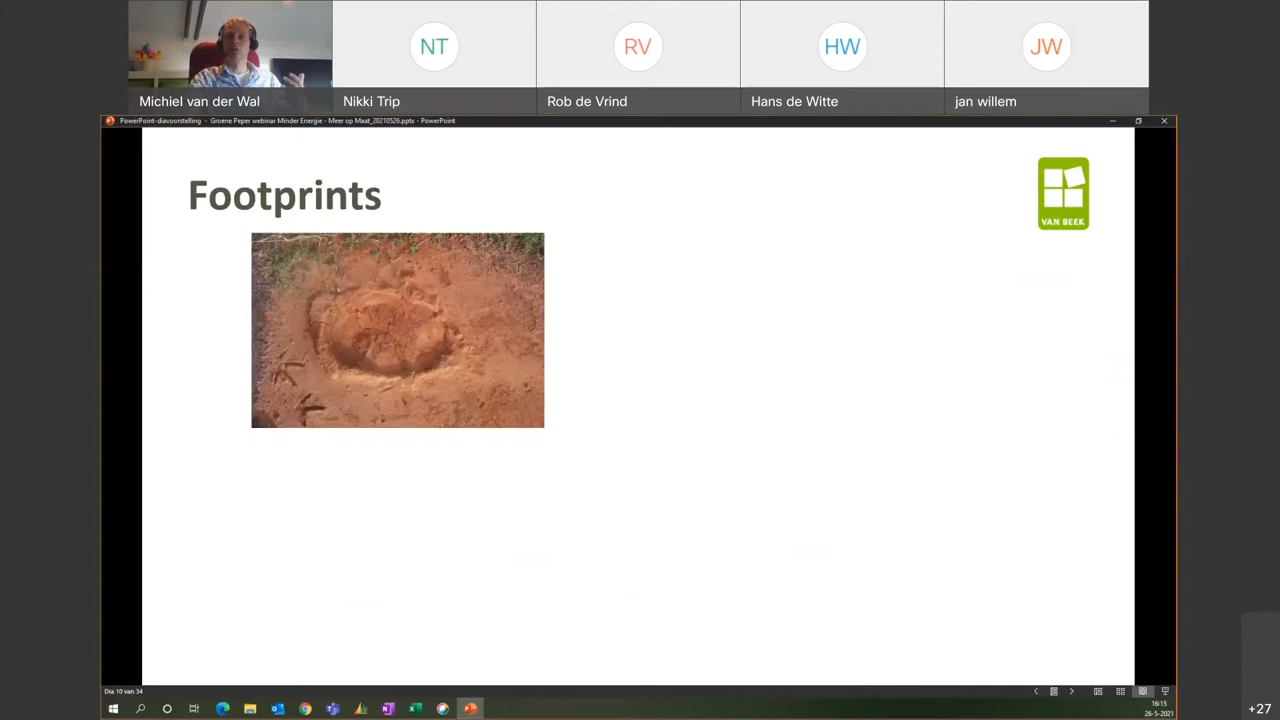 NT
RV
HW
JW
Michiel van der Wal
Nikki Trip
Rob de Vrind
Hans de Witte
jan willem
PowerPoint-diavoorstelling - Groene Peper webinar Minder Energie - Meer op Maat_20210526.pptx - PowerPoint
Footprints
VAN BEEK
Dia 10 van 34
16:15
26-5-2021
+27